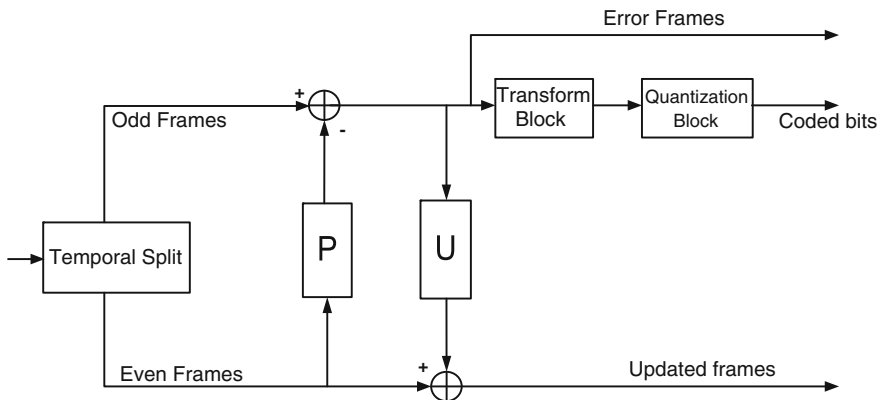 Error Frames
+
Odd Frames
-
Transform
Block
Quantization
Block
Coded bits
Temporal Split
P
U
Even Frames
+
Updated frames